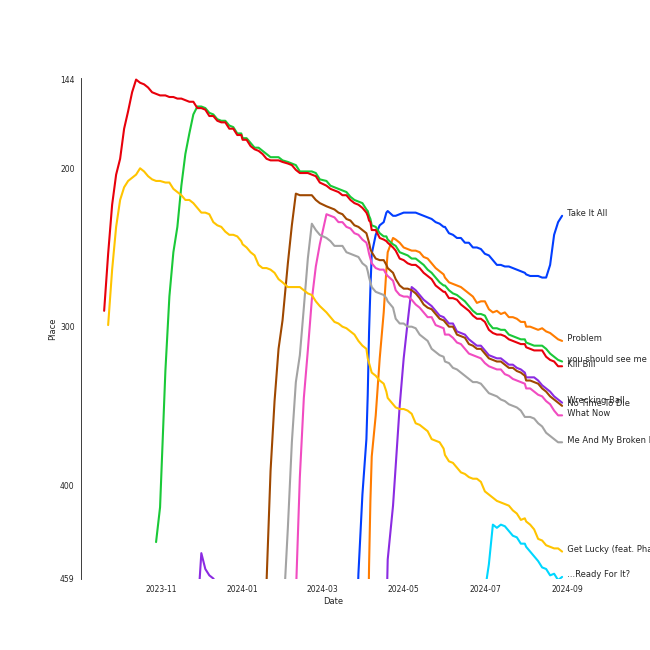 144
200
300
400
459
Place
2023-11
2024-01
2024-03
2024-05
2024-07
2024-09
Date
Take It All
Problem
you should see me
Kill Bill
Wrecking Ball
No Time To Die
What Now
Me And My Broken
Get Lucky (feat. Pha
...Ready For It?